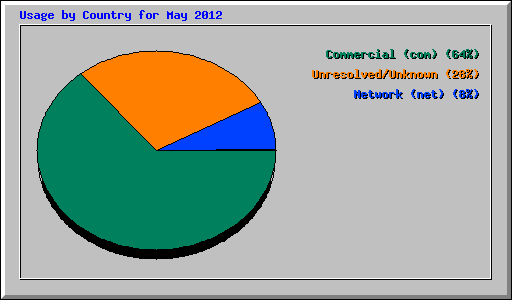 Usage by Country for May 2012
Commercial (com) (64%)
Unresolved/Unknown (28%)
Network (net) (8%)